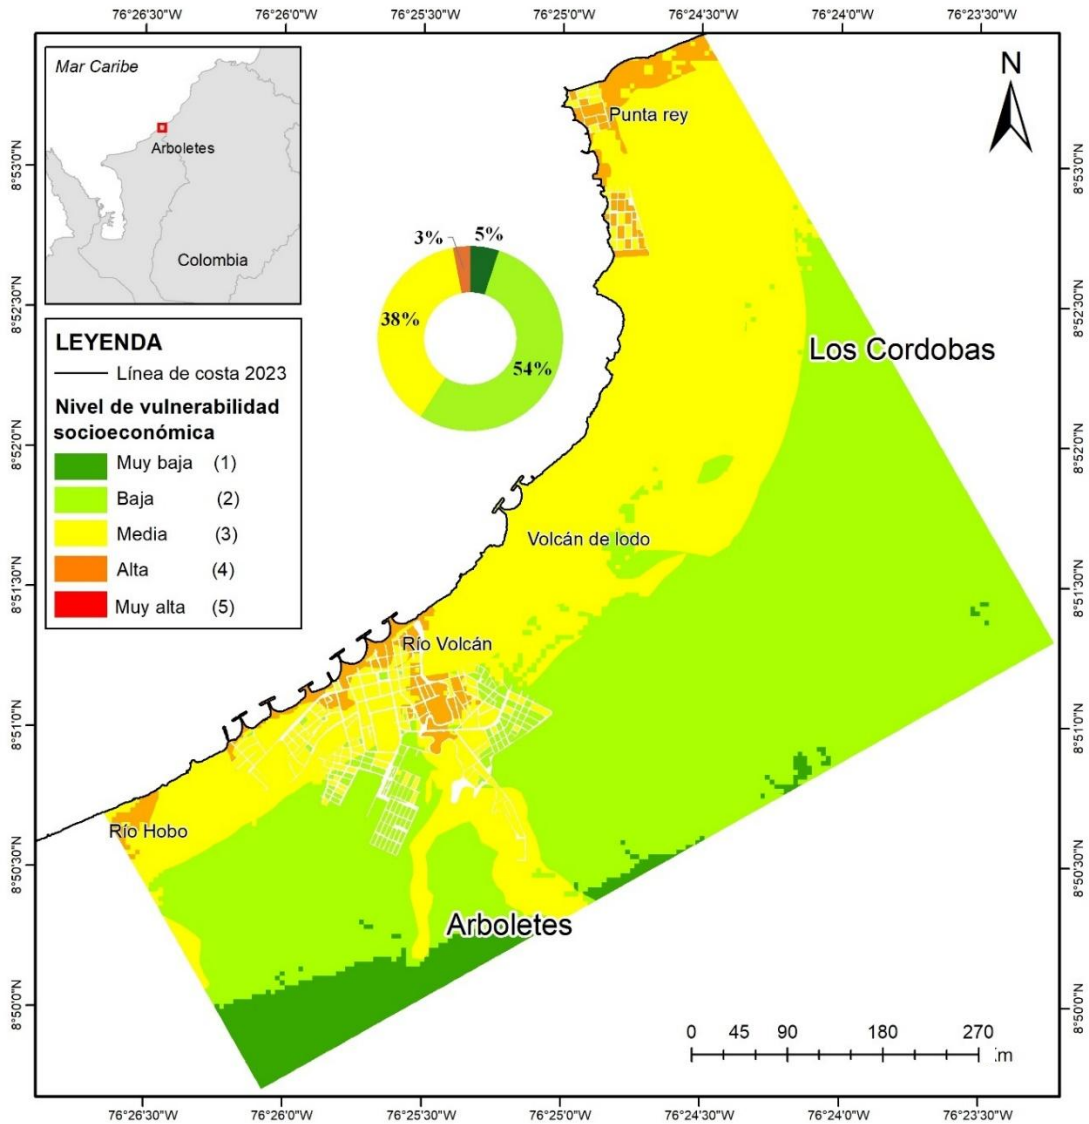 76°26'30"W 76°26'0"W 76°25'30"W 76°25'0"W 76°24'30"W 76°24'0"W 76°23'30"W
Mar Caribe
Arboletes
Colombia
N
Punta rey
8°53'0"N
8°53'0"N
3%
5%
38%
54%
8°52'30"N
8°52'30"N
LEYENDA
Línea de costa 2023
Nivel de vulnerabilidad
socioeconómica
Muy baja (1)
Baja (2)
Media (3)
Alta (4)
Muy alta (5)
Los Cordobas
8°52'0"N
8°52'0"N
Volcán de lodo
8°51'30"N
8°51'30"N
Río Volcán
8°51'0"N
8°51'0"N
Río Hobo
8°50'30"N
8°50'30"N
Arboletes
8°50'0"N
8°50'0"N
0 45 90 180 270
76°26'30"W 76°26'0"W 76°25'30"W 76°25'0"W 76°24'30"W 76°24'0"W 76°23'30"W